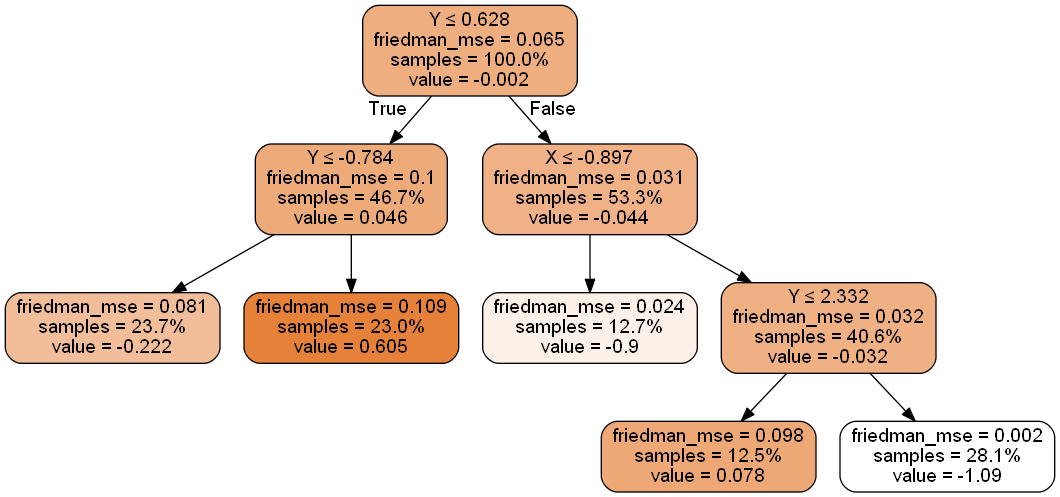 Y ≤ 0.628
friedman_mse = 0.065
samples = 100.0%
value = -0.002
True
False
Y ≤ -0.784
friedman_mse = 0.1
samples = 46.7%
value = 0.046
X ≤ -0.897
friedman_mse = 0.031
samples = 53.3%
value = -0.044
friedman_mse = 0.081
samples = 23.7%
value = -0.222
friedman_mse = 0.109
samples = 23.0%
value = 0.605
friedman_mse = 0.024
samples = 12.7%
value = -0.9
Y ≤ 2.332
friedman_mse = 0.032
samples = 40.6%
value = -0.032
friedman_mse = 0.098
samples = 12.5%
value = 0.078
friedman_mse = 0.002
samples = 28.1%
value = -1.09